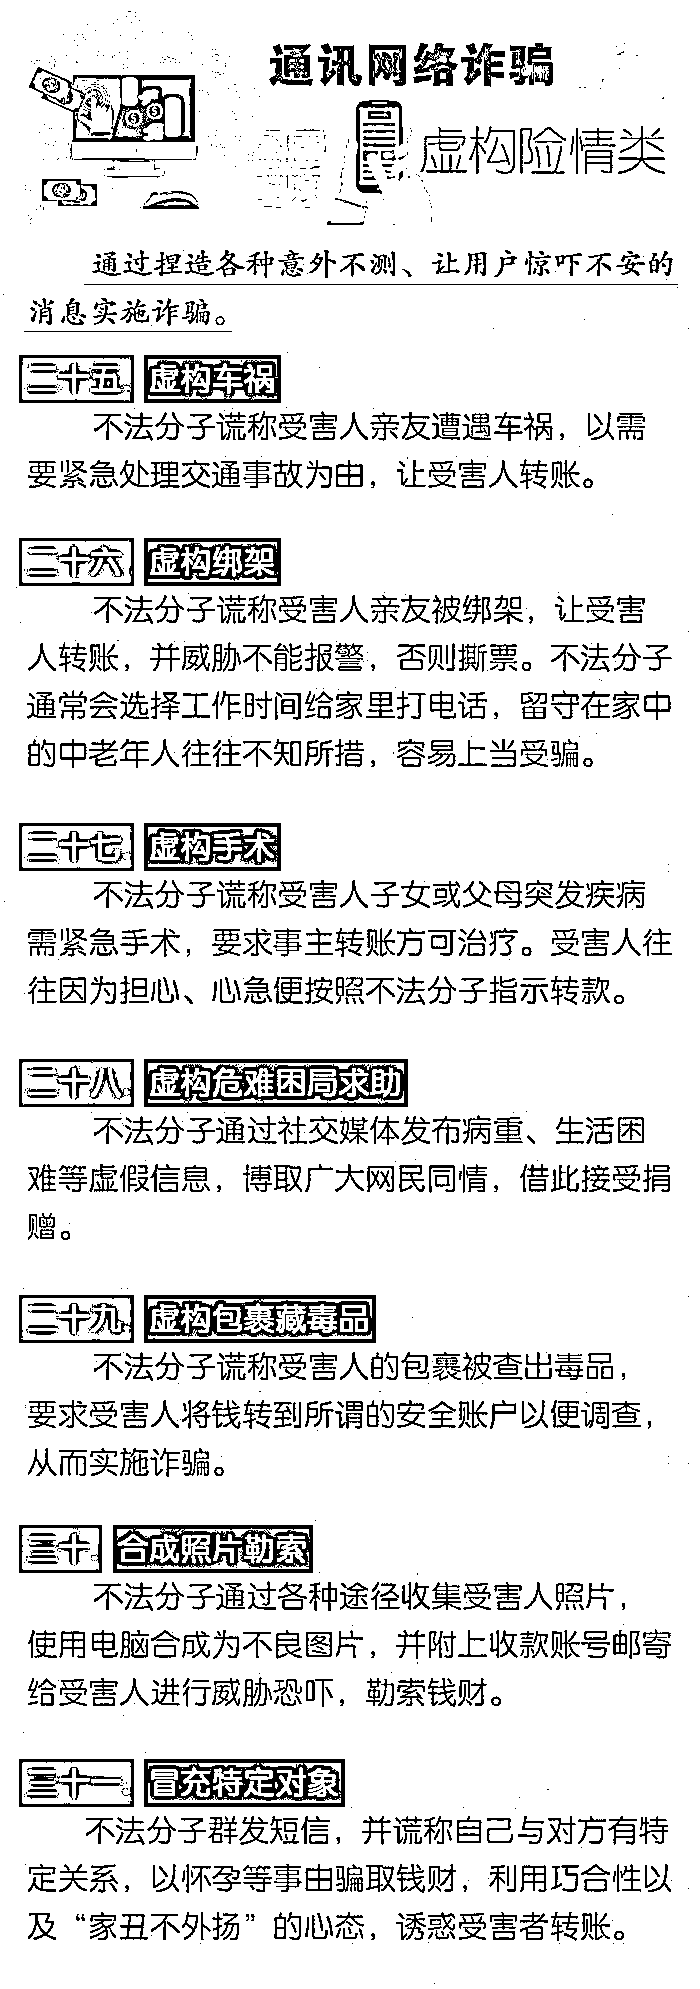 通讯网络诈骗
虚构险情类
通过捏造各种意外不测、让用户惊吓不安的
消息实施诈骗。
二十五 虚构车祸
不法分子谎称受害人亲友遭遇车祸，以需
要紧急处理交通事故为由，让受害人转账。
二十六 虚构绑架
不法分子谎称受害人亲友被绑架，让受害
人转账，并威胁不能报警，否则撕票。不法分子
通常会选择工作时间给家里打电话，留守在家中
的中老年人往往不知所措，容易上当受骗。
二十七 虚构手术
不法分子谎称受害人子女或父母突发疾病
需紧急手术，要求事主转账方可治疗。受害人往
往因为担心、心急便按照不法分子指示转款。
二十八 虚构危难困局求助
不法分子通过社交媒体发布病重、生活困
难等虚假信息，博取广大网民同情，借此接受捐
赠。
二十九 虚构包裹藏毒品
不法分子谎称受害人的包裹被查出毒品，
要求受害人将钱转到所谓的安全账户以便调查，
从而实施诈骗。
三十 合成照片勒索
不法分子通过各种途径收集受害人照片，
使用电脑合成为不良图片，并附上收款账号邮寄
给受害人进行威胁恐吓，勒索钱财。
三十一 冒充特定对象
不法分子群发短信，并谎称自己与对方有特
定关系，以怀孕等事由骗取钱财，利用巧合性以
及“家丑不外扬”的心态，诱惑受害者转账。